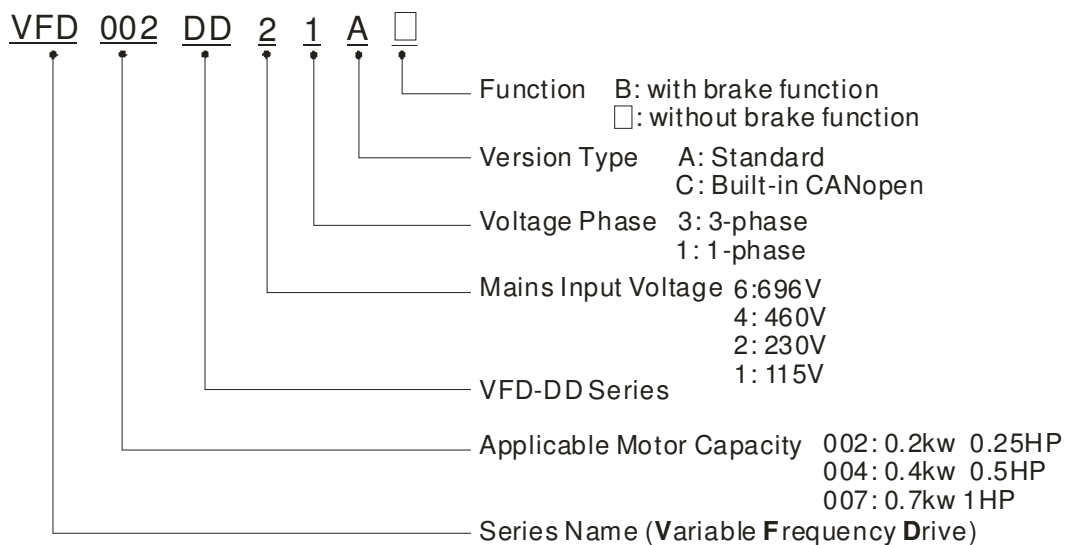 VFD 002 DD 2 1 A □
Function B: with brake function
□: without brake function
Version Type A: Standard
C: Built-in CANopen
Voltage Phase 3: 3-phase
1: 1-phase
Mains Input Voltage 6:696V
4: 460V
2: 230V
1: 115V
VFD-DD Series
Applicable Motor Capacity 002: 0.2kw 0.25HP
004: 0.4kw 0.5HP
007: 0.7kw 1HP
Series Name (Variable Frequency Drive)